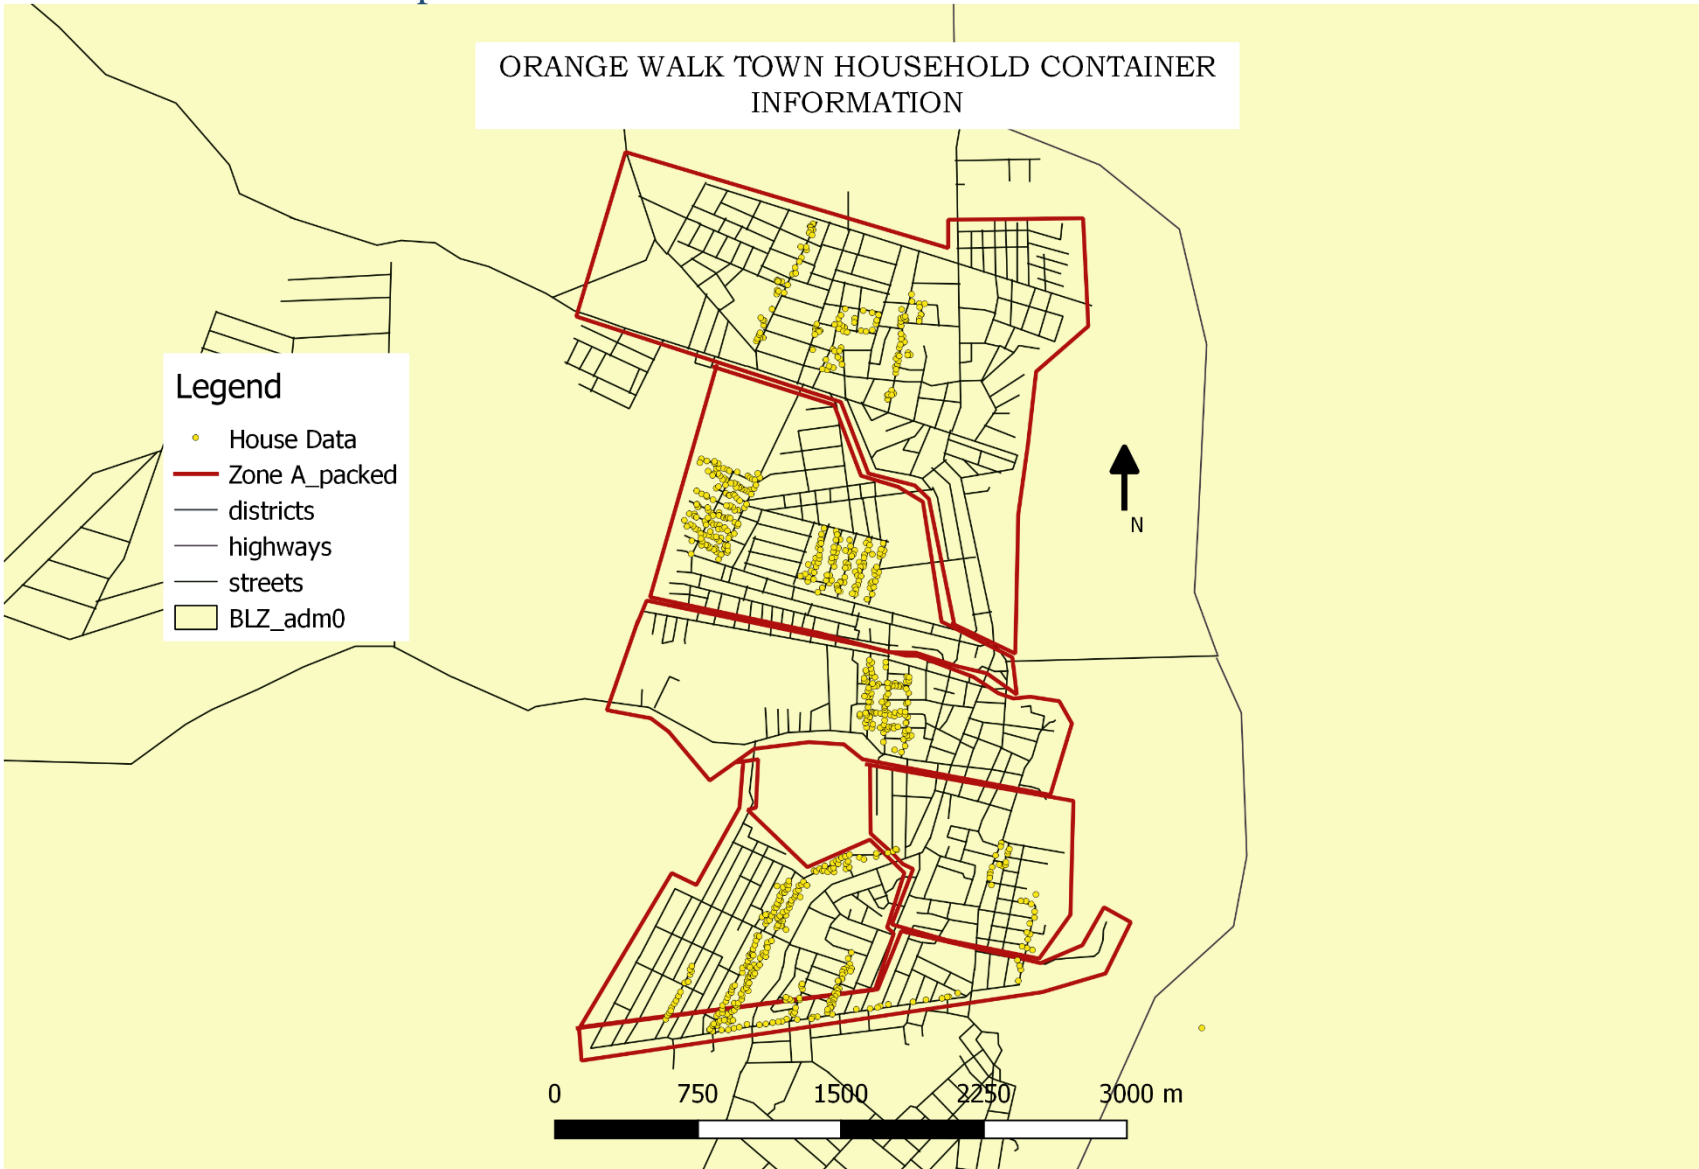 ORANGE WALK TOWN HOUSEHOLD CONTAINER
INFORMATION
Legend
House Data
Zone A_packed
districts
highways
streets
BLZ_adm0
N
0 750 1500 2250 3000 m